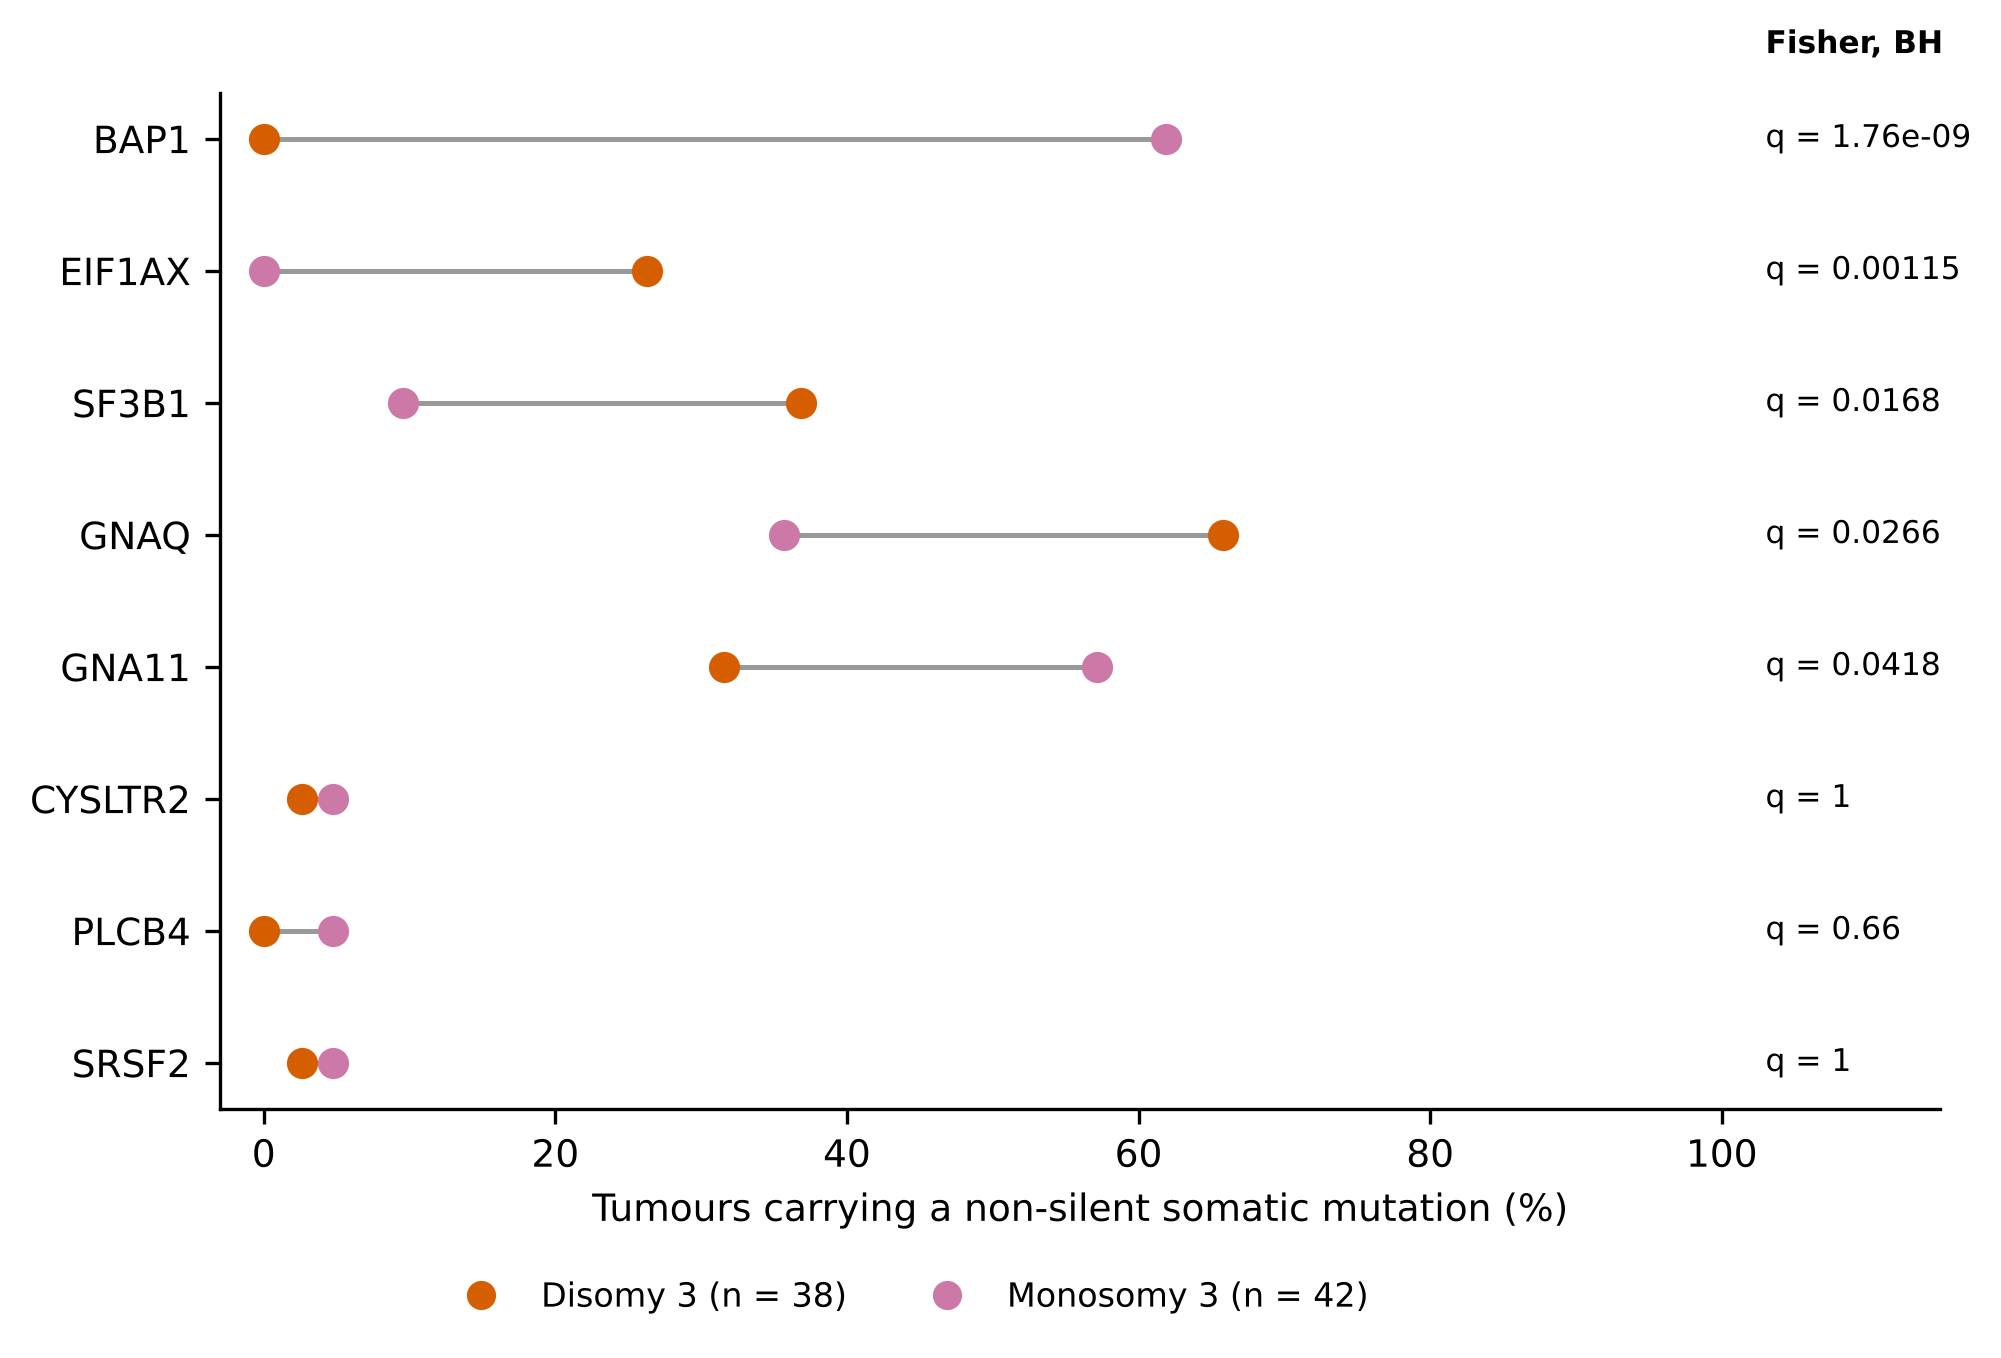 Fisher, BH
BAP1 q = 1.76e-09
EIF1AX q = 0.00115
SF3B1 q = 0.0168
GNAQ q = 0.0266
GNA11 q = 0.0418
CYSLTR2 q = 1
PLCB4 q = 0.66
SRSF2 q = 1
0 20 40 60 80 100
Tumours carrying a non-silent somatic mutation (%)
Disomy 3 (n = 38) Monosomy 3 (n = 42)